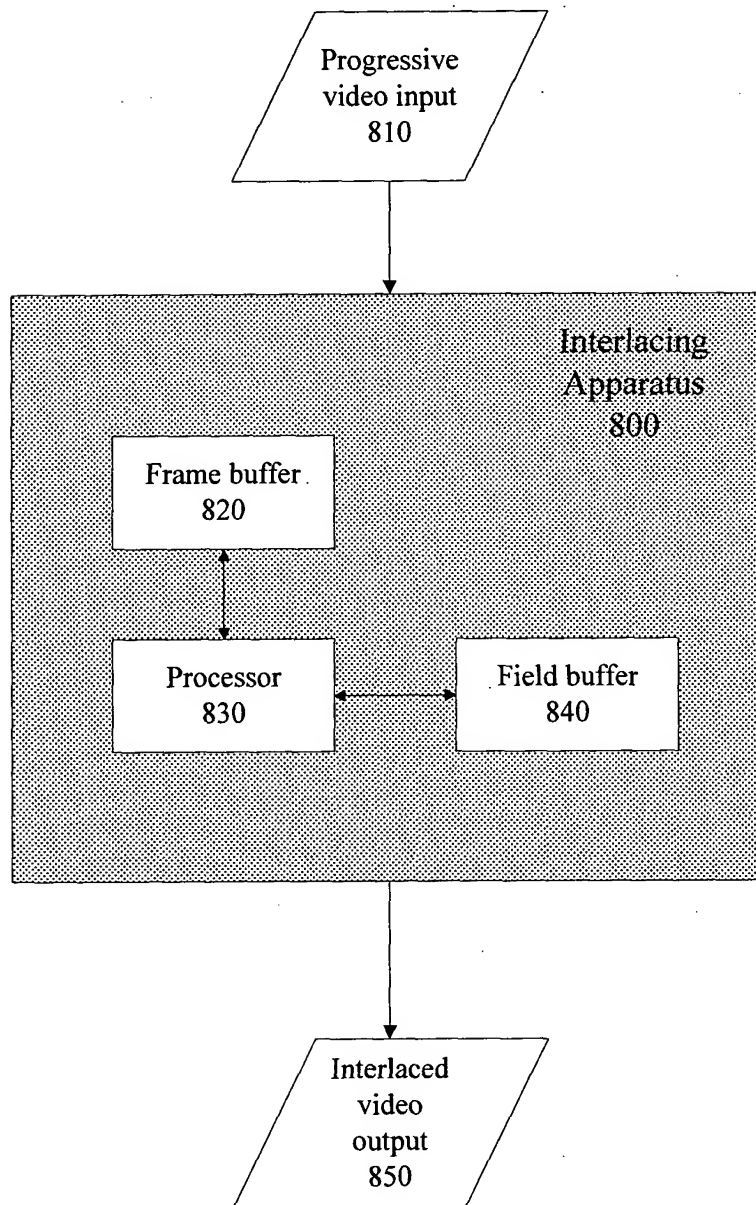 Progressive
video input
810
Interlacing
Apparatus
800
Frame buffer
820
Processor
830
Field buffer
840
Interlaced
video
output
850